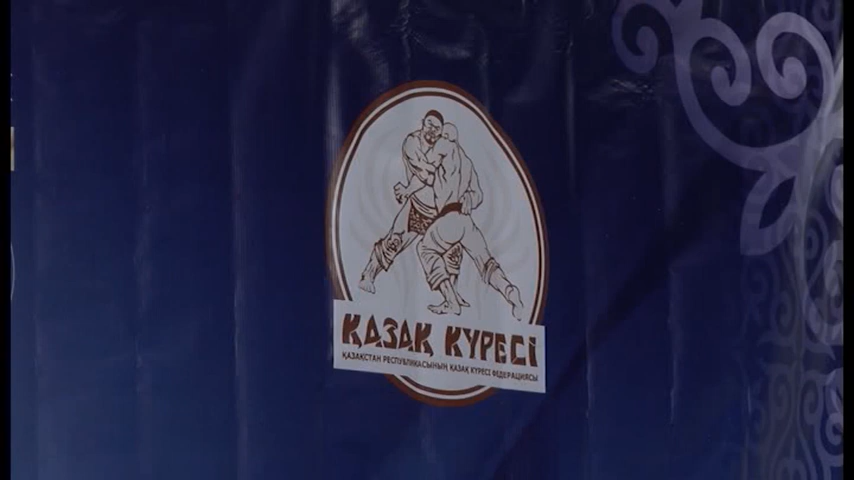 ҚАЗАҚ КҮРЕСІ
ҚАЗАҚСТАН РЕСПУБЛИКАСЫНЫҢ ҚАЗАҚ КҮРЕСІ ФЕДЕРАЦИЯСЫ